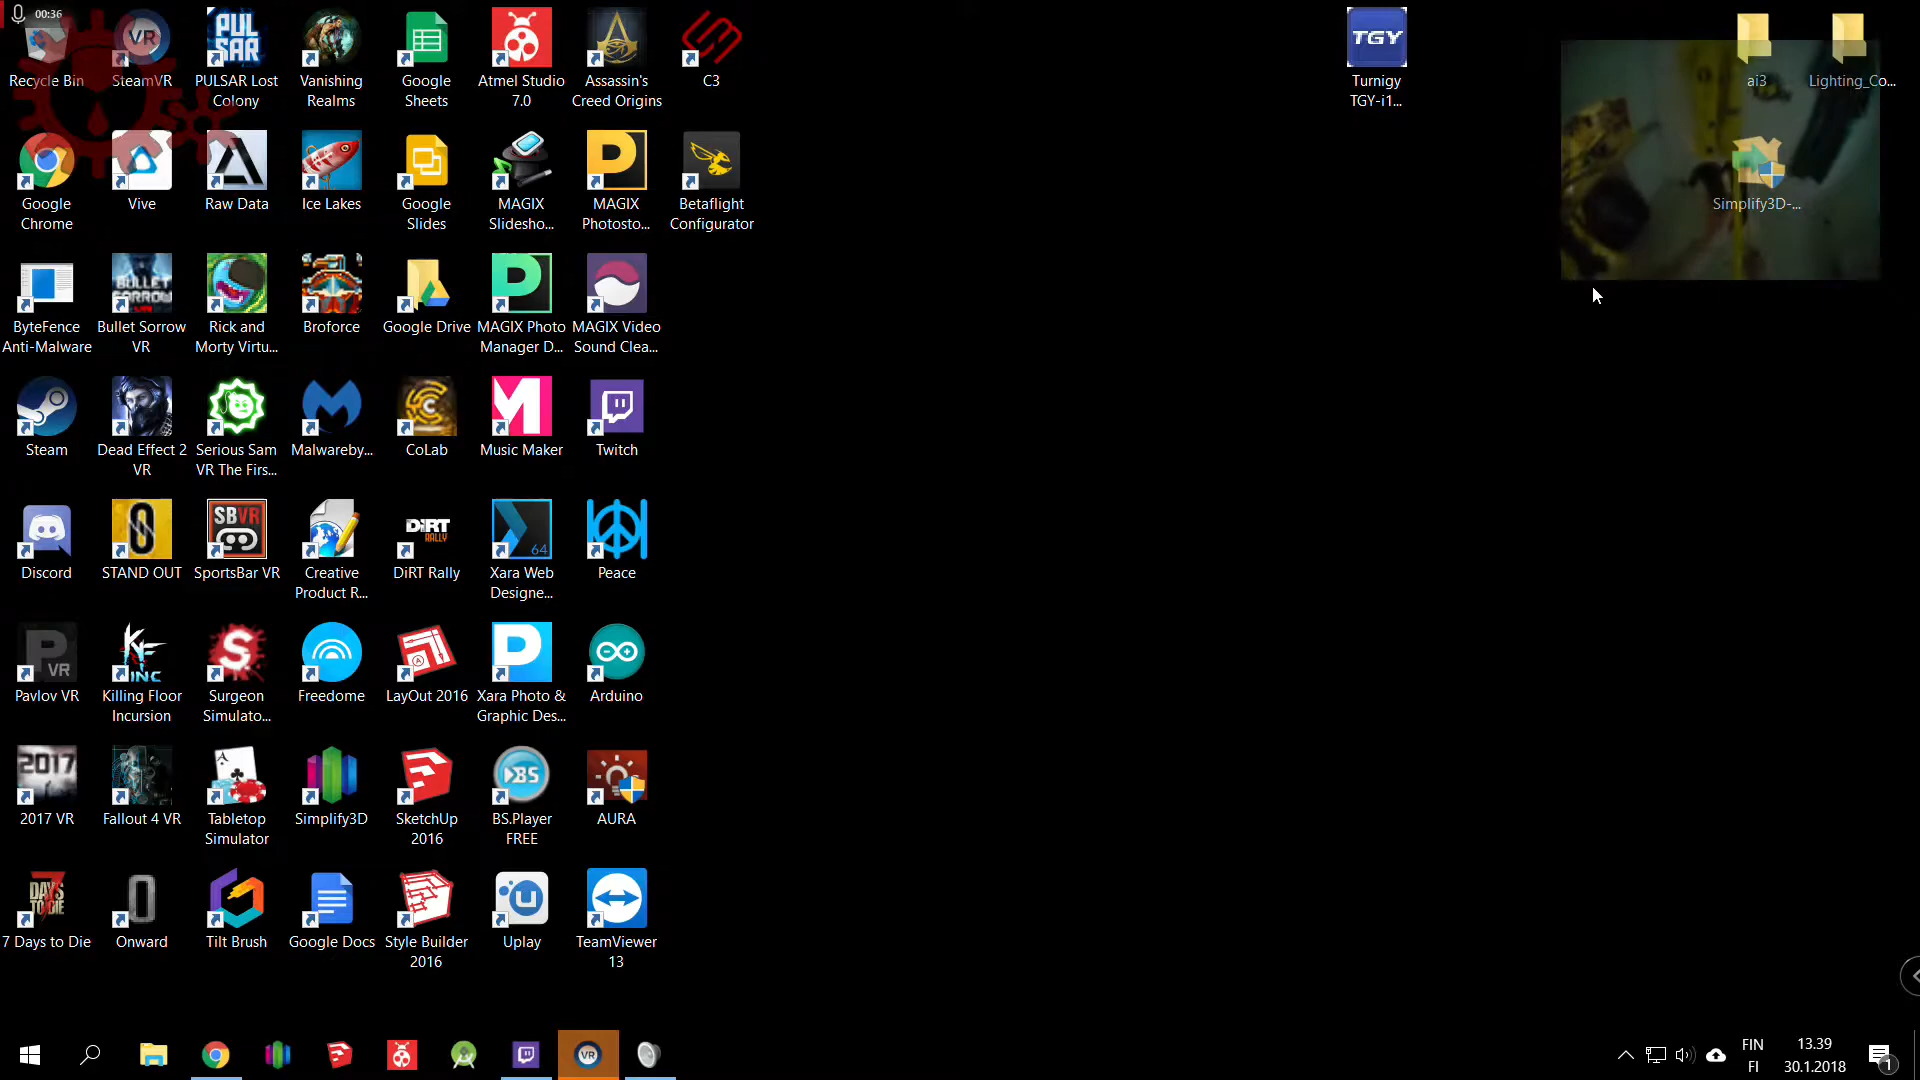 00:36
Recycle Bin
SteamVR
PULSAR Lost
Colony
Vanishing
Realms
Google
Sheets
Atmel Studio
7.0
Assassin's
Creed Origins
C3
TGY
Turnigy
TGY-i1...
ai3
Lighting_Co...
Google
Chrome
Vive
Raw Data
Ice Lakes
Google
Slides
MAGIX
Slidesho...
MAGIX
Photosto...
Betaflight
Configurator
Simplify3D-...
ByteFence
Anti-Malware
Bullet Sorrow
VR
Rick and
Morty Virtu...
Broforce
Google Drive
MAGIX Photo
Manager D...
MAGIX Video
Sound Clea...
Steam
Dead Effect 2
VR
Serious Sam
VR The Firs...
Malwareby...
CoLab
Music Maker
Twitch
Discord
STAND OUT
SportsBar VR
Creative
Product R...
DiRT Rally
Xara Web
Designe...
Peace
Pavlov VR
Killing Floor
Incursion
Surgeon
Simulato...
Freedome
LayOut 2016
Xara Photo &
Graphic Des...
Arduino
2017 VR
Fallout 4 VR
Tabletop
Simulator
Simplify3D
SketchUp
2016
BS.Player
FREE
AURA
7 Days to Die
Onward
Tilt Brush
Google Docs
Style Builder
2016
Uplay
TeamViewer
13
VR
FIN
FI
13.39
30.1.2018
1